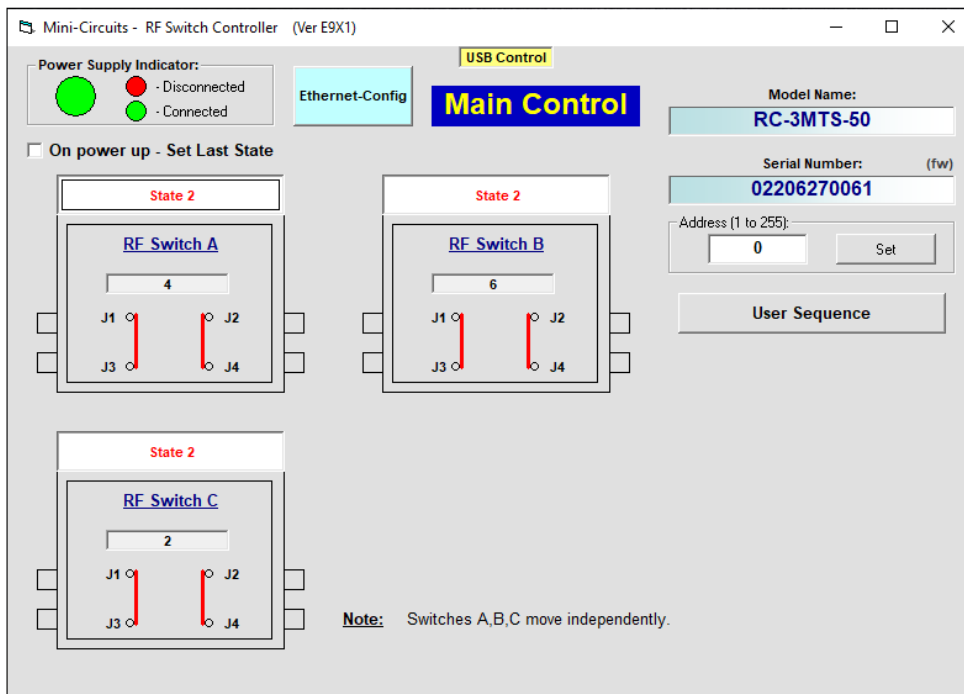 Mini-Circuits - RF Switch Controller (Ver E9X1)
USB Control
Power Supply Indicator:
- Disconnected
- Connected
Ethernet-Config
Main Control
Model Name:
RC-3MTS-50
On power up - Set Last State
Serial Number: (fw)
02206270061
State 2
RF Switch A
4
J1 J2
J3 J4
State 2
RF Switch B
6
J1 J2
J3 J4
Address (1 to 255):
0 Set
User Sequence
State 2
RF Switch C
2
J1 J2
J3 J4
Note: Switches A,B,C move independently.